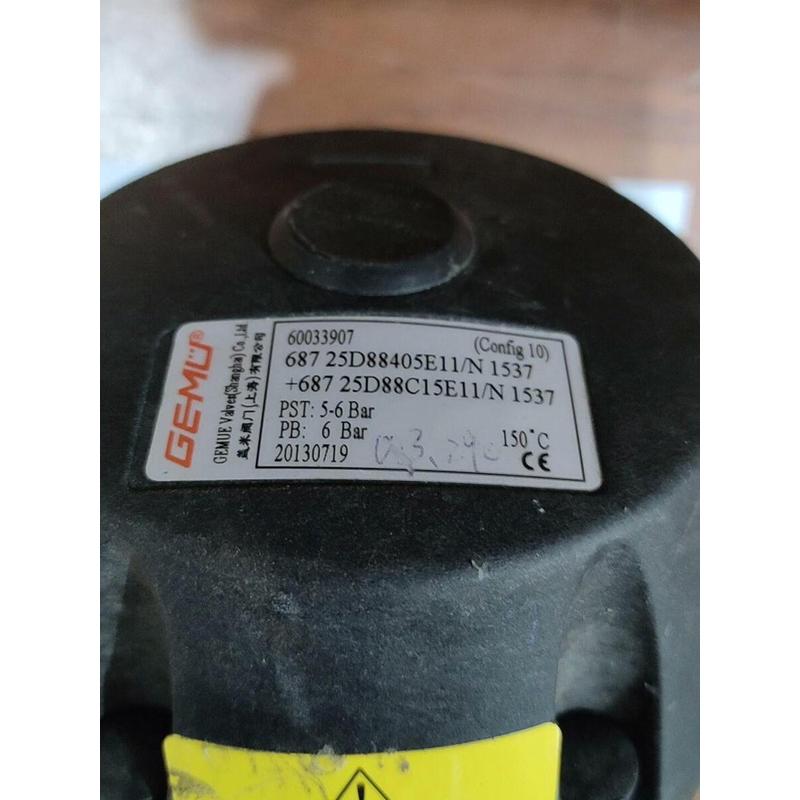 GEMÜ®
GEMUE Valves(Shanghai) Co.,Ltd
盖米阀门(上海)有限公司
60033907 (Config 10)
687 25D88405E11/N 1537
+687 25D88C15E11/N 1537
PST: 5-6 Bar
PB: 6 Bar 150°C
20130719 CE